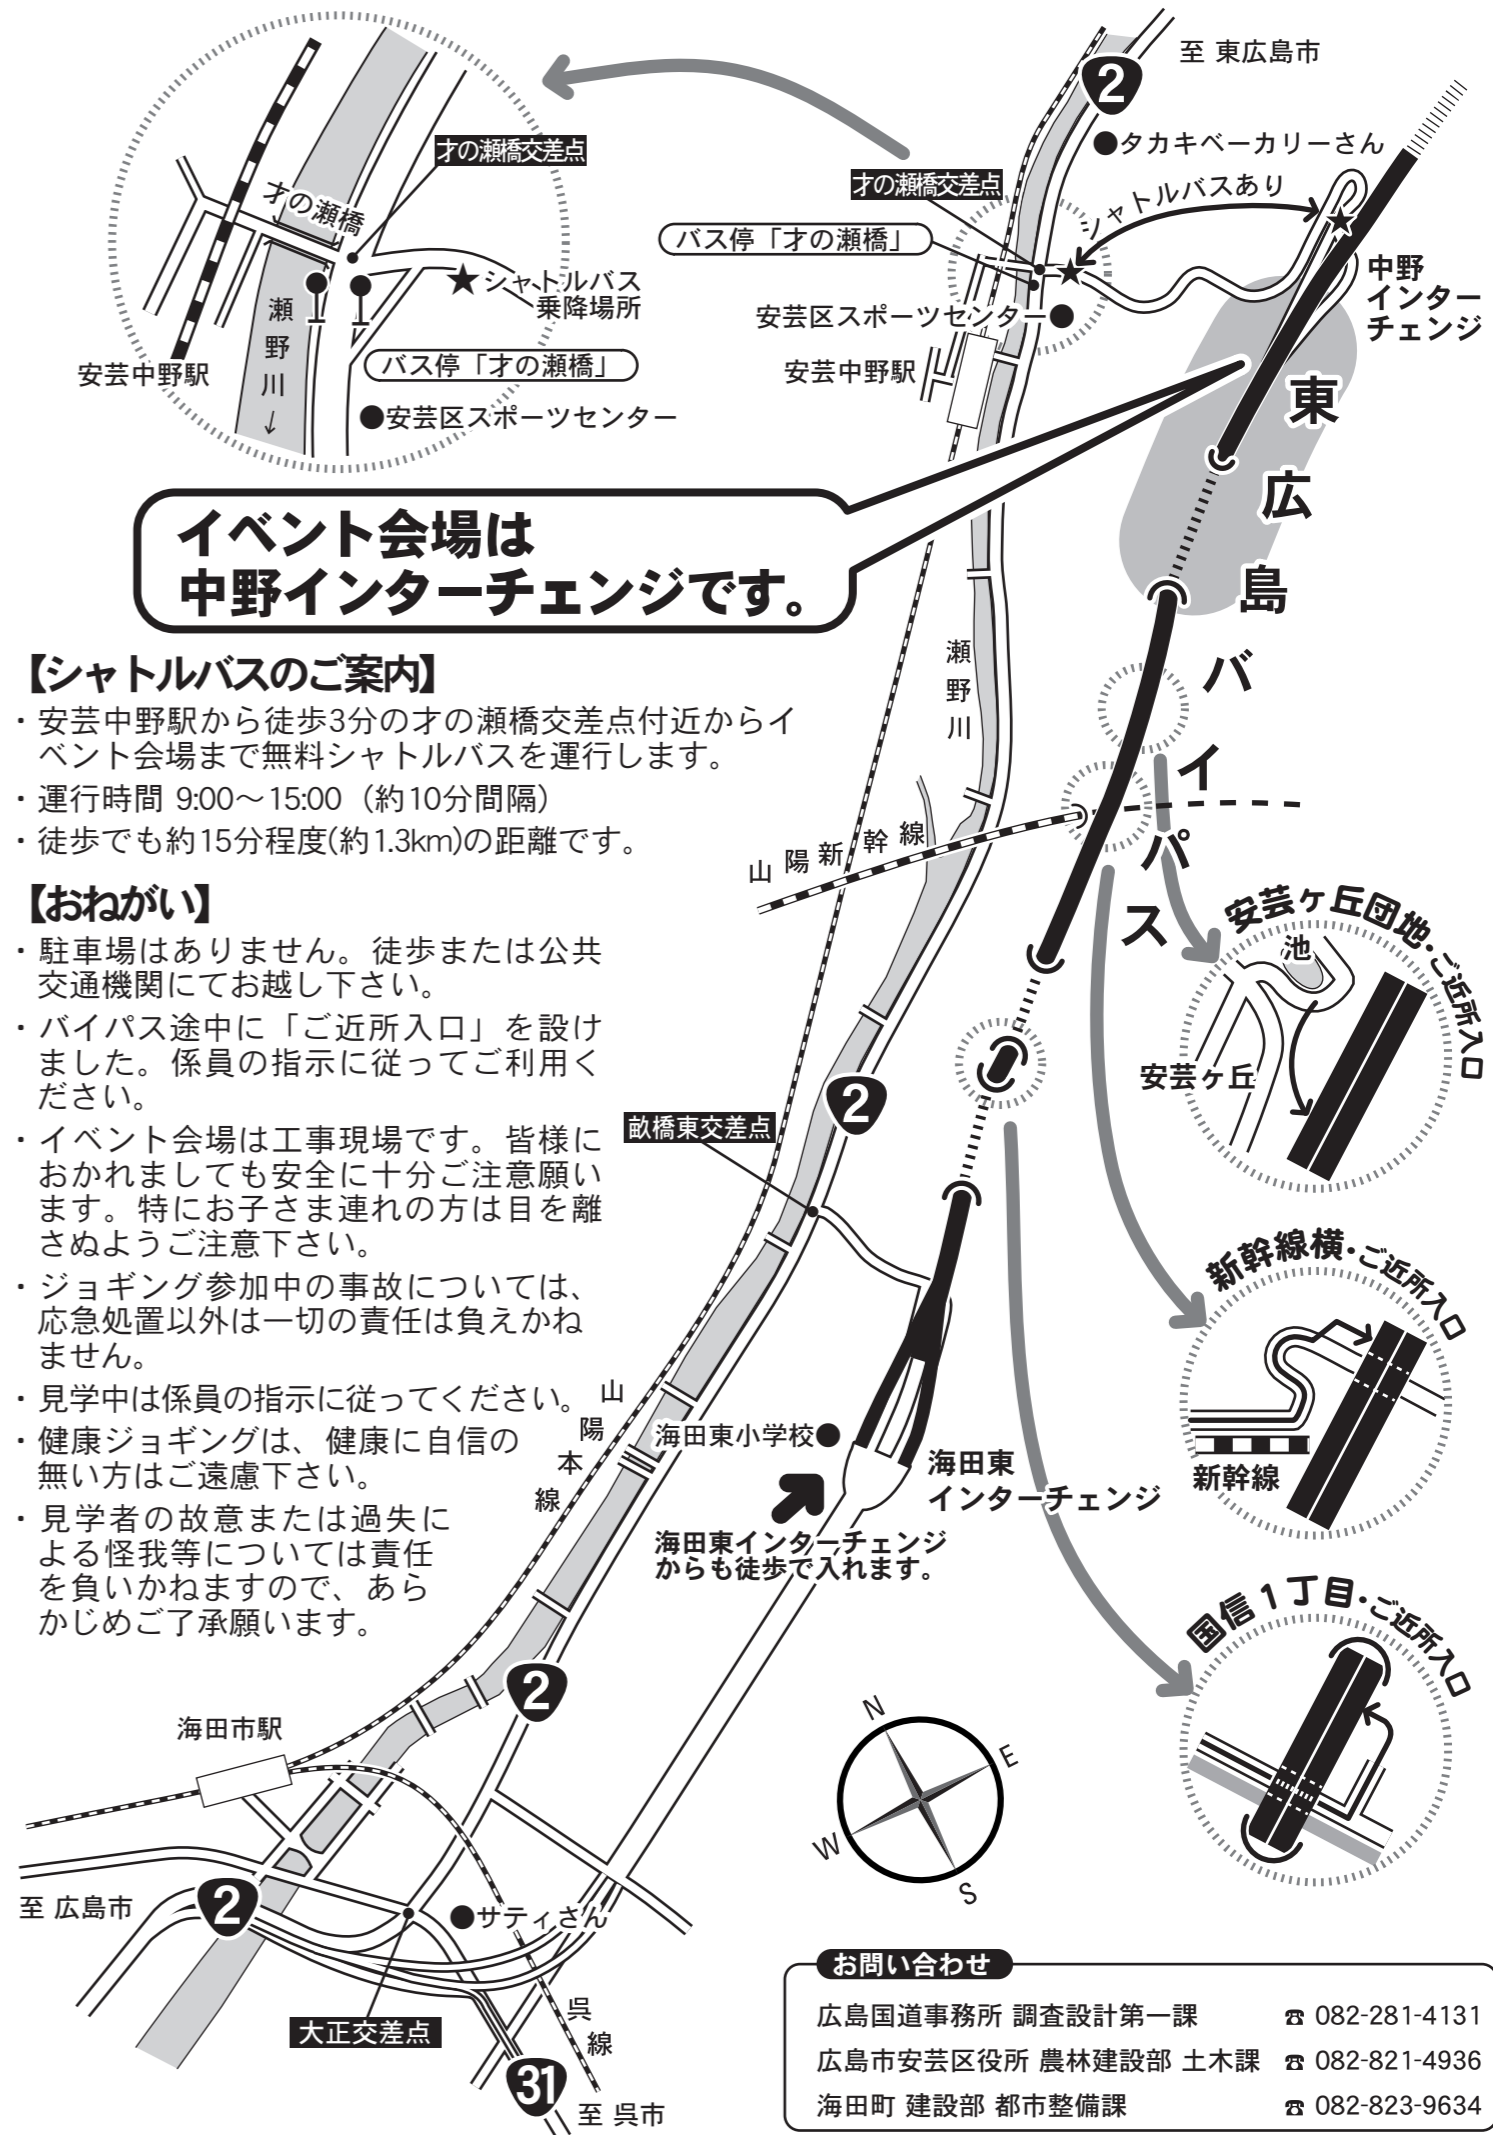 才の瀬橋交差点
才の瀬橋
シャトルバス
乗降場所
瀬野川
↓
バス停「才の瀬橋」
安芸中野駅
●安芸区スポーツセンター
至 東広島市
2
●タカキベーカリーさん
才の瀬橋交差点
シャトルバスあり
バス停「才の瀬橋」
中野
インター
チェンジ
安芸区スポーツセンター●
安芸中野駅
東広島バイパス
イベント会場は
中野インターチェンジです。
瀬野川
山陽新幹線
【シャトルバスのご案内】
・安芸中野駅から徒歩3分の才の瀬橋交差点付近からイ
ベント会場まで無料シャトルバスを運行します。
・運行時間 9:00〜15:00（約10分間隔）
・徒歩でも約15分程度(約1.3km)の距離です。
【おねがい】
・駐車場はありません。徒歩または公共
交通機関にてお越し下さい。
・バイパス途中に「ご近所入口」を設け
ました。係員の指示に従ってご利用く
ださい。
・イベント会場は工事現場です。皆様に
おかれましても安全に十分ご注意願い
ます。特にお子さま連れの方は目を離
さぬようご注意下さい。
・ジョギング参加中の事故については、
応急処置以外は一切の責任は負えかね
ません。
・見学中は係員の指示に従ってください。
・健康ジョギングは、健康に自信の
無い方はご遠慮下さい。
・見学者の故意または過失に
よる怪我等については責任
を負いかねますので、あら
かじめご了承願います。
安芸ヶ丘団地・ご近所入口
池
安芸ヶ丘
2
畝橋東交差点
新幹線横・ご近所入口
新幹線
山陽本線
海田東小学校●
海田東
インターチェンジ
海田東インターチェンジ
からも徒歩で入れます。
国信1丁目・ご近所入口
2
海田市駅
N
E
W
S
至 広島市
2
●サティさん
大正交差点
呉線
31
至 呉市
お問い合わせ
広島国道事務所 調査設計第一課 ☎ 082-281-4131
広島市安芸区役所 農林建設部 土木課 ☎ 082-821-4936
海田町 建設部 都市整備課 ☎ 082-823-9634